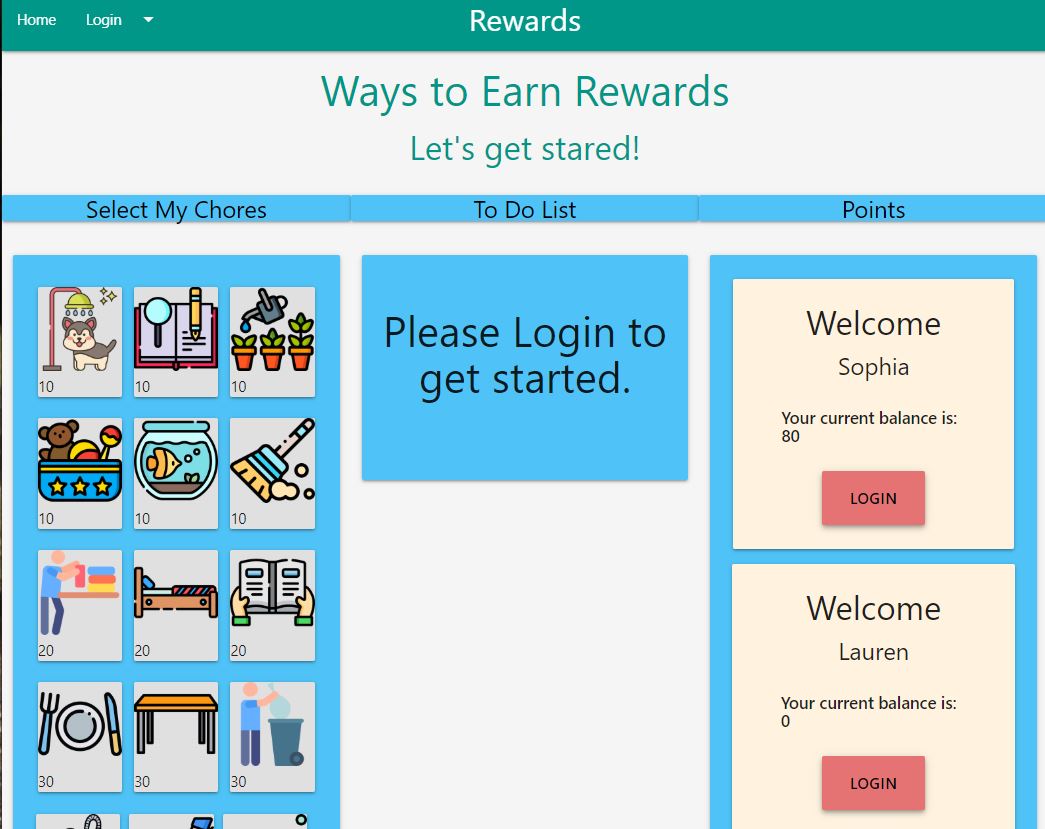 Home
Login
Rewards
Ways to Earn Rewards
Let's get stared!
Select My Chores
To Do List
Points
10
10
10
10
10
10
20
20
20
30
30
30
Please Login to
get started.
Welcome
Sophia
Your current balance is:
80
LOGIN
Welcome
Lauren
Your current balance is:
0
LOGIN